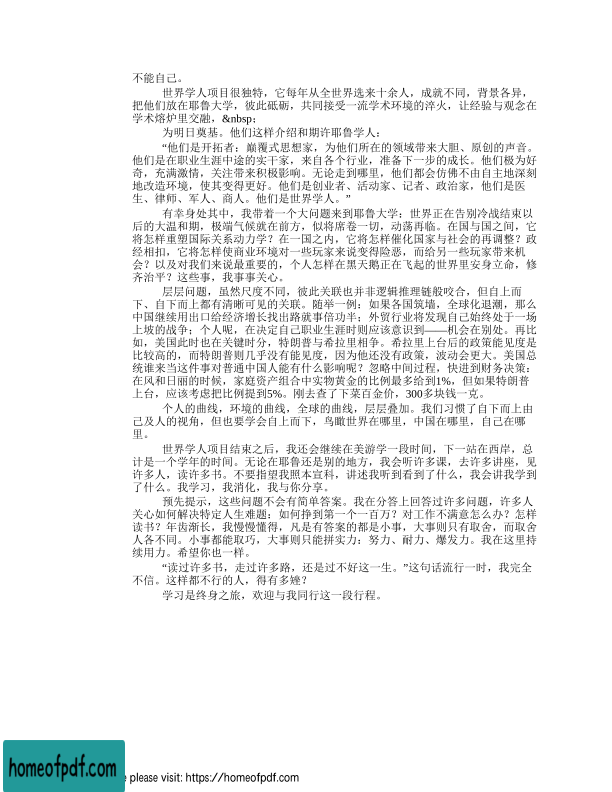 不能自己。
世界学人项目很独特，它每年从全世界选来十余人，成就不同，背景各异，
把他们放在耶鲁大学，彼此砥砺，共同接受一流学术环境的淬火，让经验与观念在
学术熔炉里交融，&nbsp;
为明日奠基。他们这样介绍和期许耶鲁学人：
“他们是开拓者；巅覆式思想家，为他们所在的领域带来大胆、原创的声音。
他们是在职业生涯中途的实干家，来自各个行业，准备下一步的成长。他们极为好
奇，充满激情，关注带来积极影响。无论走到哪里，他们都会仿佛不由自主地深刻
地改造环境，使其变得更好。他们是创业者、活动家、记者、政治家，他们是医
生、律师、军人、商人。他们是世界学人。”
有幸身处其中，我带着一个大问题来到耶鲁大学：世界正在告别冷战结束以
后的大温和期，极端气候就在前方，似将席卷一切，动荡再临。在国与国之间，它
将怎样重塑国际关系动力学？在一国之内，它将怎样催化国家与社会的再调整？政
经相扣，它将怎样使商业环境对一些玩家来说变得险恶，而给另一些玩家带来机
会？以及对我们来说最重要的，个人怎样在黑天鹅正在飞起的世界里安身立命，修
齐治平？这些事，我事事关心。
层层问题，虽然尺度不同，彼此关联也并非逻辑推理链般咬合，但自上而
下、自下而上都有清晰可见的关联。随举一例：如果各国筑墙，全球化退潮，那么
中国继续用出口给经济增长找出路就事倍功半；外贸行业将发现自己始终处于一场
上坡的战争；个人呢，在决定自己职业生涯时则应该意识到——机会在别处。再比
如，美国此时也在关键时分，特朗普与希拉里相争。希拉里上台后的政策能见度是
比较高的，而特朗普则几乎没有能见度，因为他还没有政策，波动会更大。美国总
统谁来当这件事对普通中国人能有什么影响呢？忽略中间过程，快进到财务决策：
在风和日丽的时候，家庭资产组合中实物黄金的比例最多给到1%，但如果特朗普
上台，应该考虑把比例提到5%。刚去查了下菜百金价，300多块钱一克。
个人的曲线，环境的曲线，全球的曲线，层层叠加。我们习惯了自下而上由
己及人的视角，但也要学会自上而下，鸟瞰世界在哪里，中国在哪里，自己在哪
里。
世界学人项目结束之后，我还会继续在美游学一段时间，下一站在西岸，总
计是一个学年的时间。无论在耶鲁还是别的地方，我会听许多课，去许多讲座，见
许多人，读许多书。不要指望我照本宣科，讲述我听到看到了什么，我会讲我学到
了什么。我学习，我消化，我与你分享。
预先提示，这些问题不会有简单答案。我在分答上回答过许多问题，许多人
关心如何解决特定人生难题：如何挣到第一个一百万？对工作不满意怎么办？怎样
读书？年齿渐长，我慢慢懂得，凡是有答案的都是小事，大事则只有取舍，而取舍
人各不同。小事都能取巧，大事则只能拼实力：努力、耐力、爆发力。我在这里持
续用力。希望你也一样。
“读过许多书，走过许多路，还是过不好这一生。”这句话流行一时，我完全
不信。这样都不行的人，得有多矬？
学习是终身之旅，欢迎与我同行这一段行程。
homeofpdf.com
please visit: https://homeofpdf.com